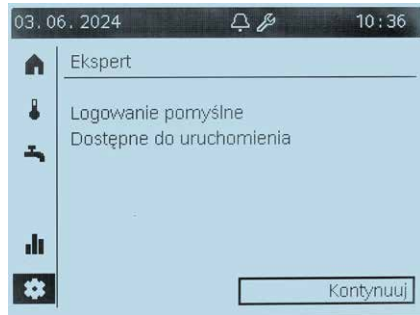 03. 06. 2024 10:36
Ekspert
Logowanie pomyślne
Dostępne do uruchomienia
Kontynuuj